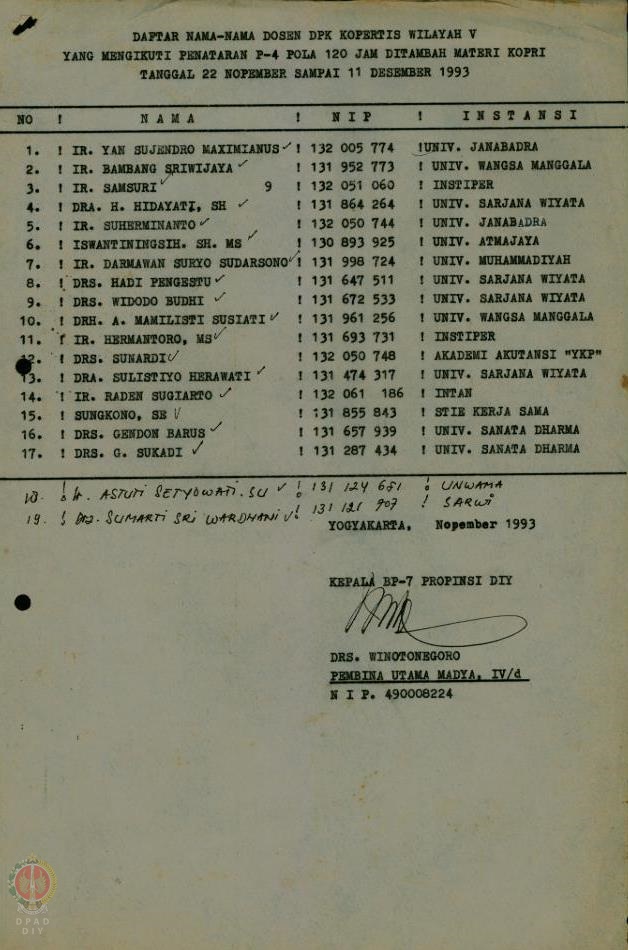 DAFTAR NAMA-NAMA DOSEN DPK KOPERTIS WILAYAH V
YANG MENGIKUTI PENATARAN P-4 POLA 120 JAM DITAMBAH MATERI KOPRI
TANGGAL 22 NOPEMBER SAMPAI 11 DESEMBER 1993
NO ! N A M A ! N I P ! I N S T A N S I
1. ! IR. YAN SUJENDRO MAXIMIANUS ✓ ! 132 005 774 !UNIV. JANABADRA
2. ! IR. BAMBANG SRIWIJAYA ✓ ! 131 952 773 ! UNIV. WANGSA MANGGALA
3. ! IR. SAMSURI ✓ 9 ! 132 051 060 ! INSTIPER
4. ! DRA. H. HIDAYATI, SH ✓ ! 131 864 264 ! UNIV. SARJANA WIYATA
5. ! IR. SUHERMINANTO ✓ ! 132 050 744 ! UNIV. JANABADRA
6. ! ISWANTININGSIH. SH. MS ✓ ! 130 893 925 ! UNIV. ATMAJAYA
7. ! IR. DARMAWAN SURYO SUDARSONO ✓ ! 131 998 724 ! UNIV. MUHAMMADIYAH
8. ! DRS. HADI PENGESTU ✓ ! 131 647 511 ! UNIV. SARJANA WIYATA
9. ! DRS. WIDODO BUDHI ✓ ! 131 672 533 ! UNIV. SARJANA WIYATA
10. ! DRH. A. MAMILISTI SUSIATI ✓ ! 131 961 256 ! UNIV. WANGSA MANGGALA
11. ! IR. HERMANTORO, MS ✓ ! 131 693 731 ! INSTIPER
12. ! DRS. SUNARDI ✓ ! 132 050 748 ! AKADEMI AKUTANSI "YKP"
13. ! DRA. SULISTIYO HERAWATI ✓ ! 131 474 317 ! UNIV. SARJANA WIYATA
14. ! IR. RADEN SUGIARTO ✓ ! 132 061 186 ! INTAN
15. ! SUNGKONO, SE ✓ ! 131 855 843 ! STIE KERJA SAMA
16. ! DRS. GENDON BARUS ✓ ! 131 657 939 ! UNIV. SANATA DHARMA
17. ! DRS. G. SUKADI ✓ ! 131 287 434 ! UNIV. SANATA DHARMA
18. ! Ir. ASTUTI SETYOWATI. SU ✓ ! 131 124 651 ! UNWAMA
19. ! Dra. SUMARTI SRI WARDHANI ✓ ! 131 121 907 ! SARWI
YOGYAKARTA, Nopember 1993
KEPALA BP-7 PROPINSI DIY
DRS. WINOTONEGORO
PEMBINA UTAMA MADYA, IV/d
N I P. 490008224
DPAD
DIY